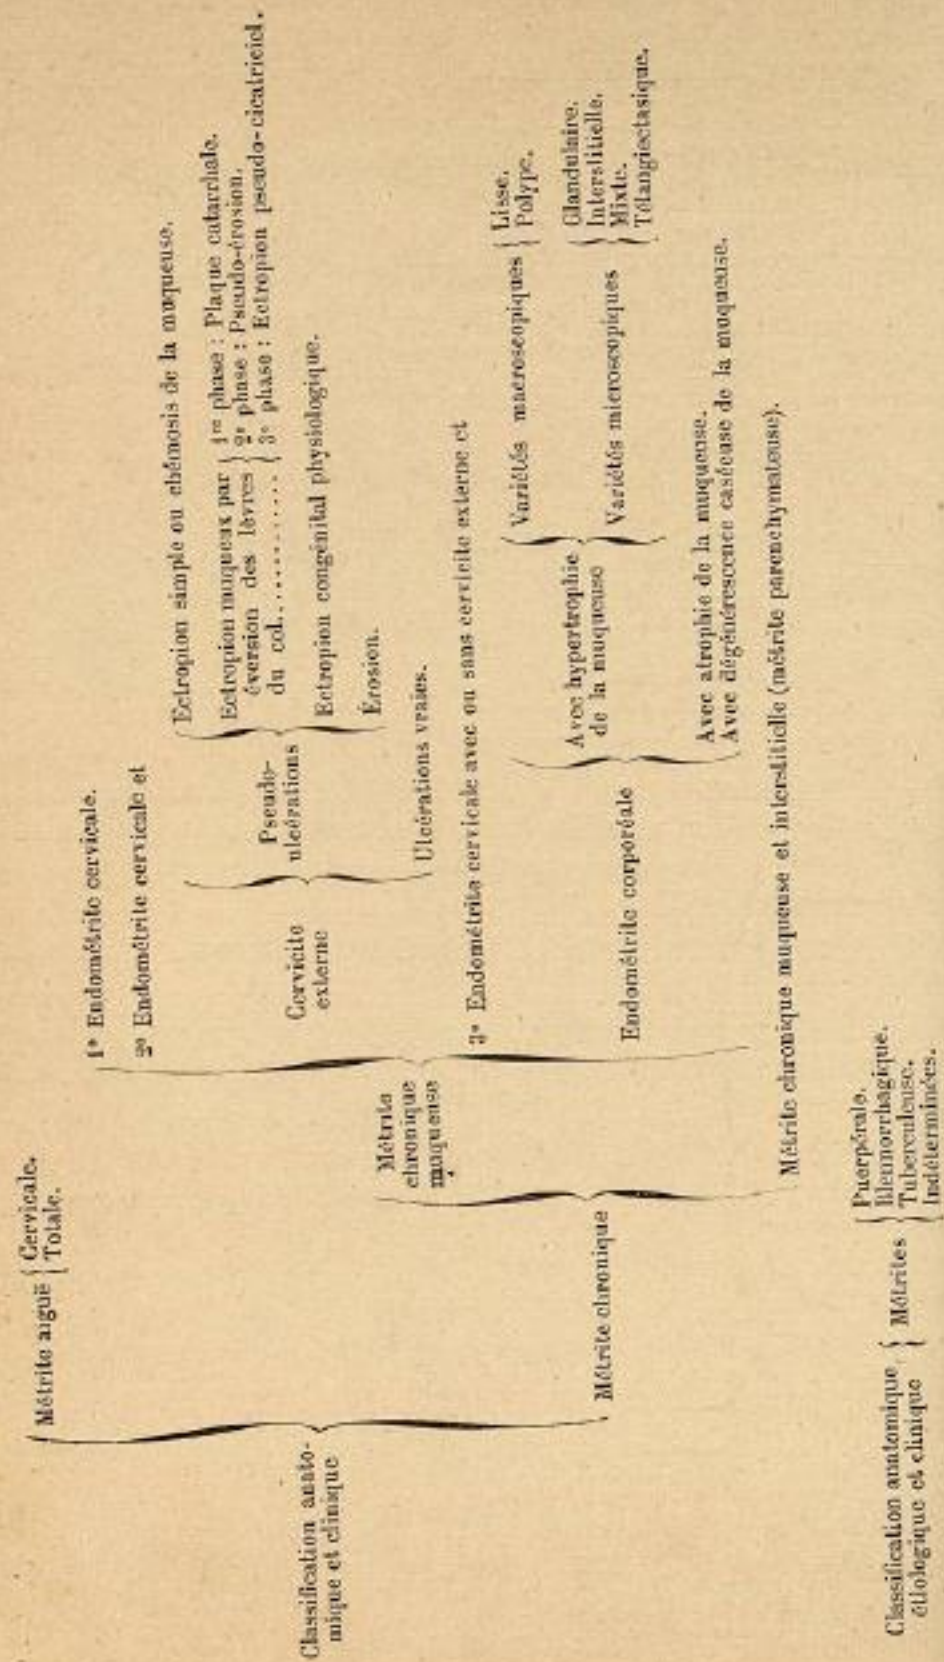 Classification anato-
mique et clinique
Métrite aiguë
Cervicale.
Totale.
Métrite chronique
Métrite
chronique
muqueuse
1º Endométrite cervicale.
2º Endométrite cervicale et
Cervicite
externe
Pseudo-
ulcérations
Ectropion simple ou chémosis de la muqueuse.
Ectropion muqueux par
éversion des lèvres
du col...........
1re phase : Plaque catarrhale.
2e phase : Pseudo-érosion.
3e phase : Ectropion pseudo-cicatriciel.
Ectropion congénital physiologique.
Érosion.
Ulcérations vraies.
3º Endométrite cervicale avec ou sans cervicite externe et
Endométrite corporéale
Avec hypertrophie
de la muqueuse
Variétés macroscopiques
Lisse.
Polype.
Variétés microscopiques
Glandulaire.
Interstitielle.
Mixte.
Télangiectasique.
Avec atrophie de la muqueuse.
Avec dégénérescence caséeuse de la muqueuse.
Métrite chronique muqueuse et interstitielle (métrite parenchymateuse).
Classification anatomique
étiologique et clinique
Métrites
Puerpérale.
Blennorrhagique.
Tuberculeuse.
Indéterminées.